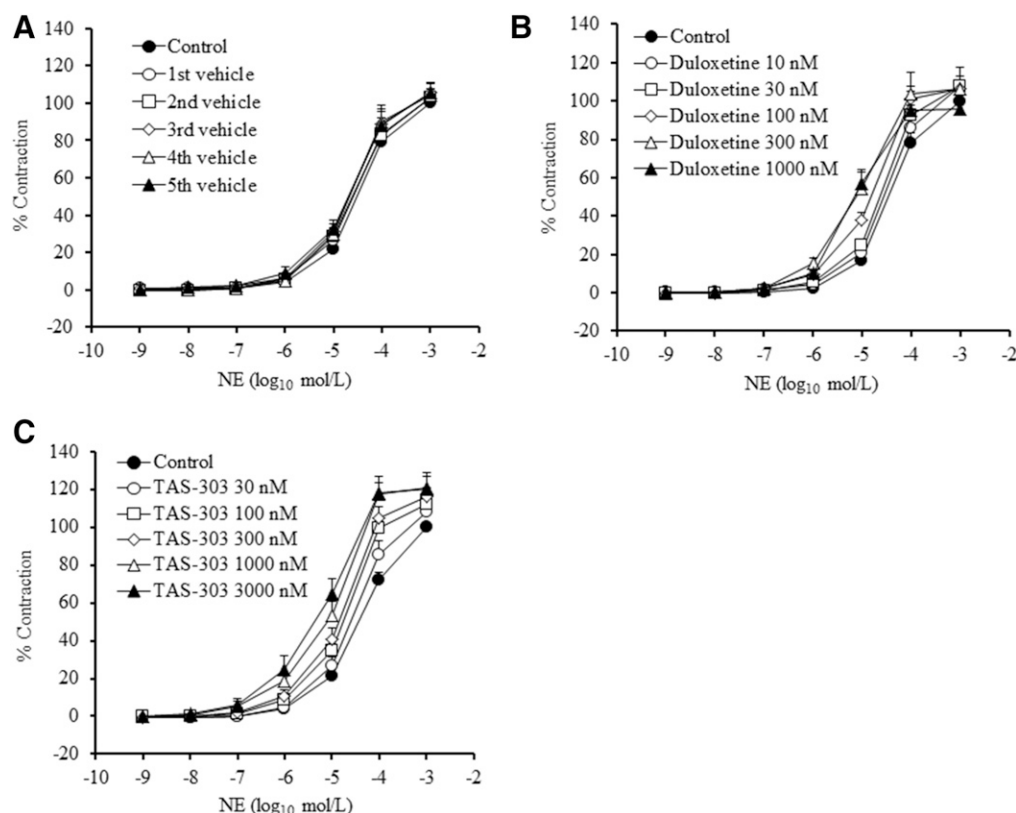 A
Control
1st vehicle
2nd vehicle
3rd vehicle
4th vehicle
5th vehicle
140
120
100
80
60
40
20
0
-20
% Contraction
-10 -9 -8 -7 -6 -5 -4 -3 -2
NE (log10 mol/L)
B
Control
Duloxetine 10 nM
Duloxetine 30 nM
Duloxetine 100 nM
Duloxetine 300 nM
Duloxetine 1000 nM
140
120
100
80
60
40
20
0
-20
% Contraction
-10 -9 -8 -7 -6 -5 -4 -3 -2
NE (log10 mol/L)
C
Control
TAS-303 30 nM
TAS-303 100 nM
TAS-303 300 nM
TAS-303 1000 nM
TAS-303 3000 nM
140
120
100
80
60
40
20
0
-20
% Contraction
-10 -9 -8 -7 -6 -5 -4 -3 -2
NE (log10 mol/L)